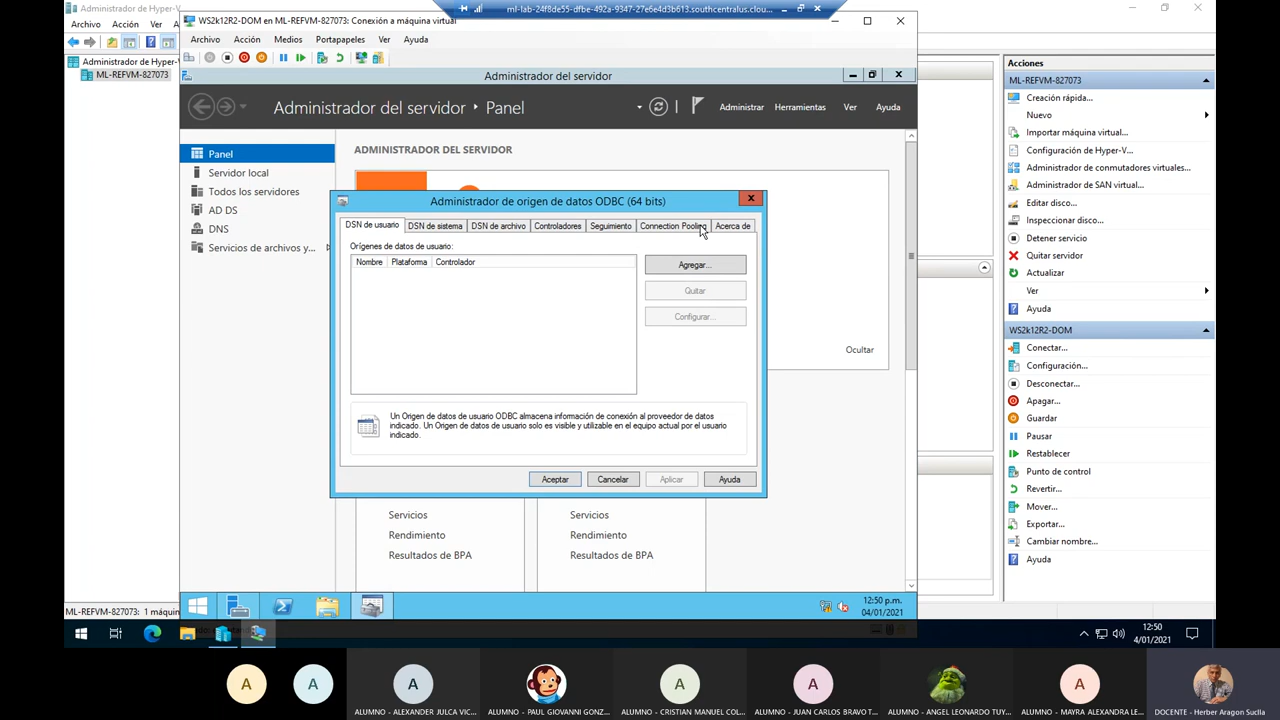 Administrador de Hyper-V
ml-lab-24f8de55-dfbe-492a-9347-27e6e4d3b613.southcentralus.clou...
Archivo Acción Ver
Administrador de Hyper-V
ML-REFVM-827073
WS2k12R2-DOM en ML-REFVM-827073: Conexión a máquina virtual
Archivo Acción Medios Portapapeles Ver Ayuda
Administrador del servidor
Administrador del servidor Panel
Administrar Herramientas Ver Ayuda
Panel
Servidor local
Todos los servidores
AD DS
DNS
Servicios de archivos y...
ADMINISTRADOR DEL SERVIDOR
Ocultar
Administrador de origen de datos ODBC (64 bits)
DSN de usuario DSN de sistema DSN de archivo Controladores Seguimiento Connection Pooling Acerca de
Orígenes de datos de usuario:
Nombre Plataforma Controlador
Agregar...
Quitar
Configurar...
Un Origen de datos de usuario ODBC almacena información de conexión al proveedor de datos
indicado. Un Origen de datos de usuario solo es visible y utilizable en el equipo actual por el usuario
indicado.
Aceptar Cancelar Aplicar Ayuda
Servicios Servicios
Rendimiento Rendimiento
Resultados de BPA Resultados de BPA
12:50 p.m.
04/01/2021
Acciones
ML-REFVM-827073
Creación rápida...
Nuevo
Importar máquina virtual...
Configuración de Hyper-V...
Administrador de conmutadores virtuales...
Administrador de SAN virtual...
Editar disco...
Inspeccionar disco...
Detener servicio
Quitar servidor
Actualizar
Ver
Ayuda
WS2k12R2-DOM
Conectar...
Configuración...
Desconectar...
Apagar...
Guardar
Pausar
Restablecer
Punto de control
Revertir...
Mover...
Exportar...
Cambiar nombre...
Ayuda
ML-REFVM-827073: 1 máquin
12:50
4/01/2021
A A A A A A
ALUMNO - ALEXANDER JULCA VIC...
ALUMNO - PAUL GIOVANNI GONZ...
ALUMNO - CRISTIAN MANUEL COL...
ALUMNO - JUAN CARLOS BRAVO T...
ALUMNO - ANGEL LEONARDO TUY...
ALUMNO - MAYRA ALEXANDRA LE...
DOCENTE - Herber Aragon Suclla